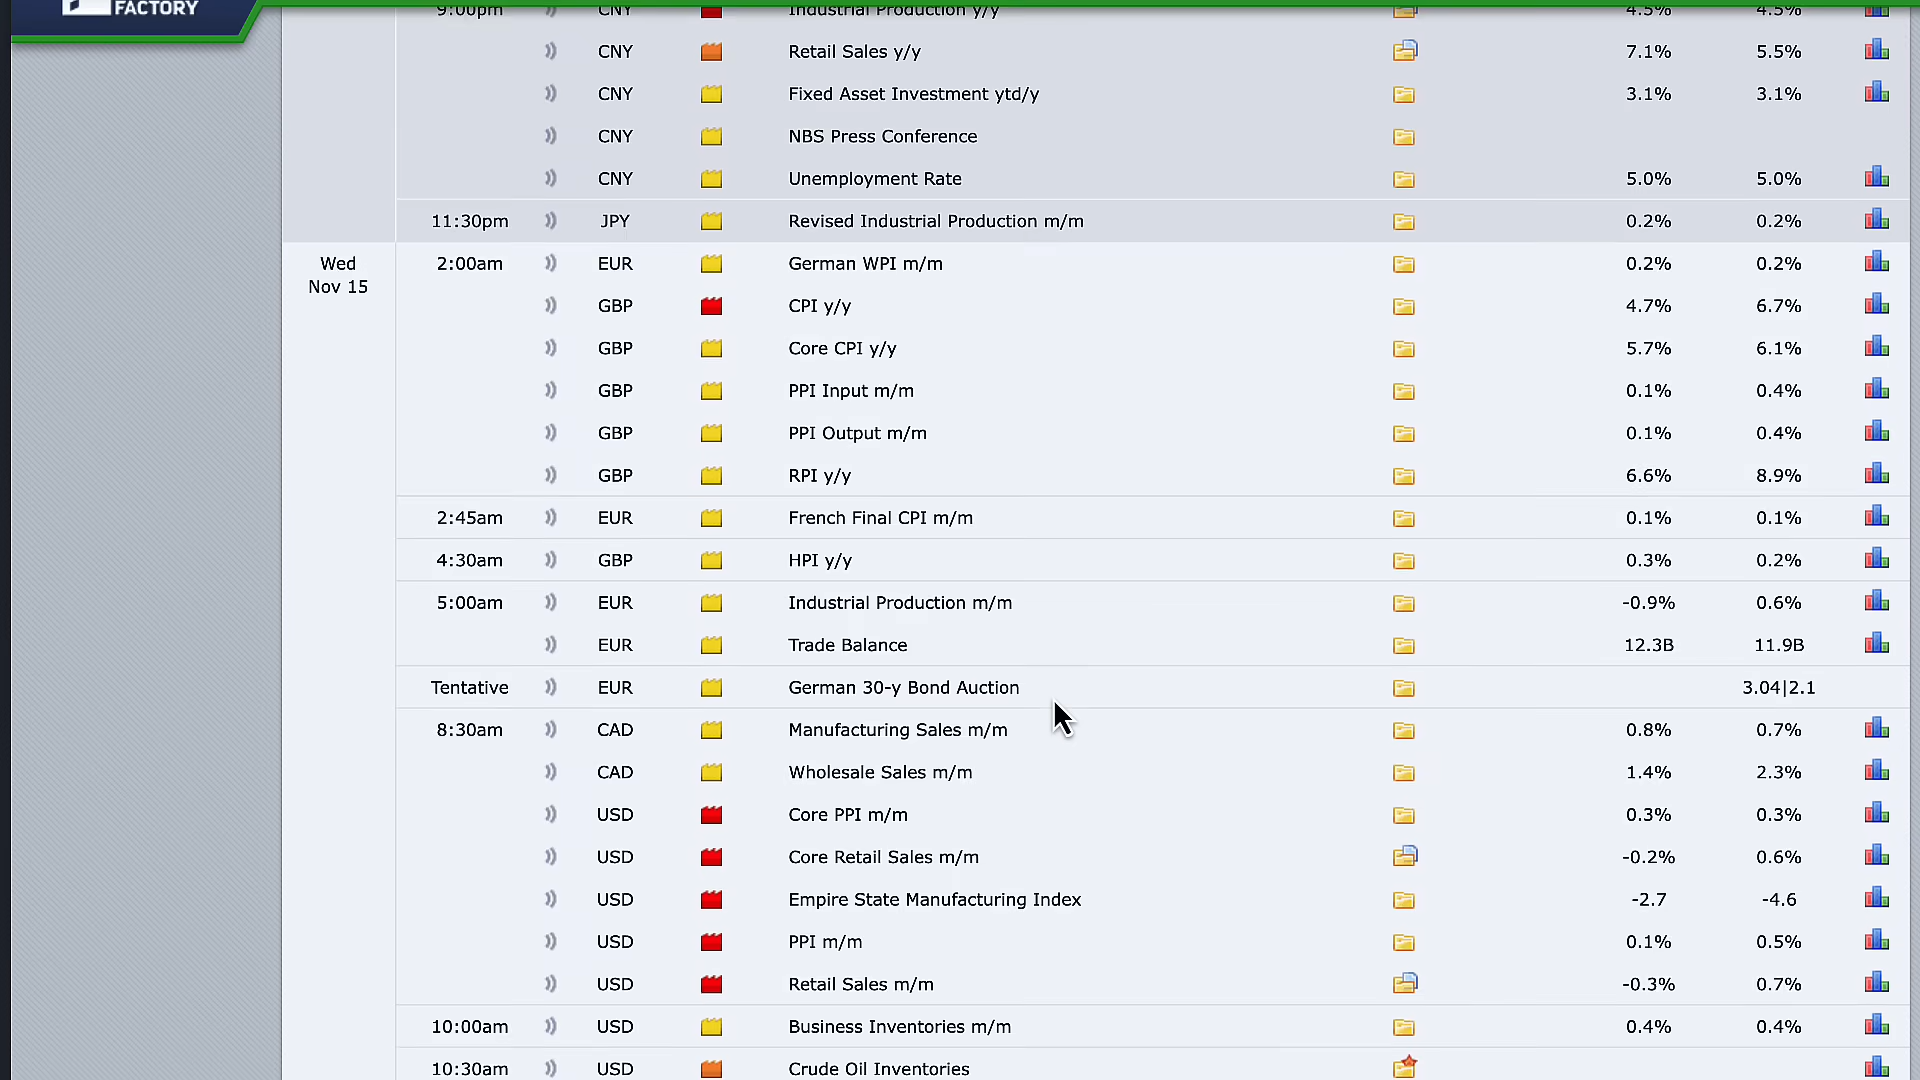 FACTORY
9:00pm CNY Industrial Production y/y 4.5% 4.5%
CNY Retail Sales y/y 7.1% 5.5%
CNY Fixed Asset Investment ytd/y 3.1% 3.1%
CNY NBS Press Conference
CNY Unemployment Rate 5.0% 5.0%
11:30pm JPY Revised Industrial Production m/m 0.2% 0.2%
Wed 2:00am EUR German WPI m/m 0.2% 0.2%
Nov 15
GBP CPI y/y 4.7% 6.7%
GBP Core CPI y/y 5.7% 6.1%
GBP PPI Input m/m 0.1% 0.4%
GBP PPI Output m/m 0.1% 0.4%
GBP RPI y/y 6.6% 8.9%
2:45am EUR French Final CPI m/m 0.1% 0.1%
4:30am GBP HPI y/y 0.3% 0.2%
5:00am EUR Industrial Production m/m -0.9% 0.6%
EUR Trade Balance 12.3B 11.9B
Tentative EUR German 30-y Bond Auction 3.04|2.1
8:30am CAD Manufacturing Sales m/m 0.8% 0.7%
CAD Wholesale Sales m/m 1.4% 2.3%
USD Core PPI m/m 0.3% 0.3%
USD Core Retail Sales m/m -0.2% 0.6%
USD Empire State Manufacturing Index -2.7 -4.6
USD PPI m/m 0.1% 0.5%
USD Retail Sales m/m -0.3% 0.7%
10:00am USD Business Inventories m/m 0.4% 0.4%
10:30am USD Crude Oil Inventories